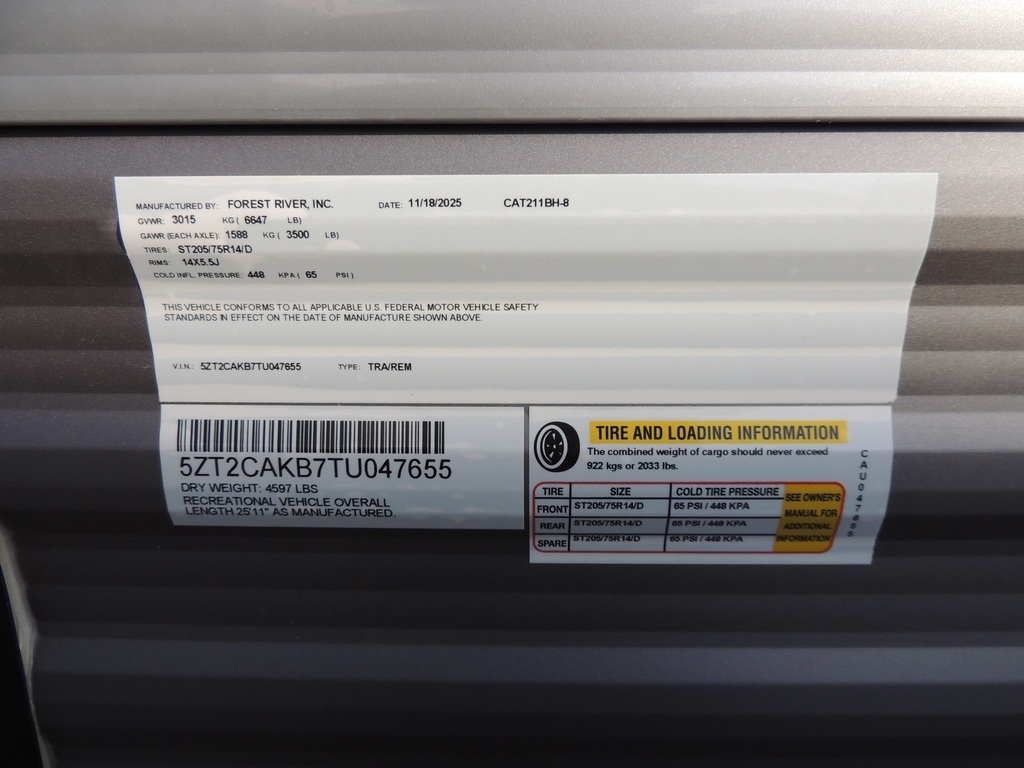 MANUFACTURED BY: FOREST RIVER, INC. DATE: 11/18/2025 CAT211BH-8
GVWR: 3015 KG ( 6647 LB)
GAWR (EACH AXLE): 1588 KG ( 3500 LB)
TIRES: ST205/75R14/D
RIMS: 14X5.5J
COLD INFL. PRESSURE: 448 KPA ( 65 PSI )
THIS VEHICLE CONFORMS TO ALL APPLICABLE U.S. FEDERAL MOTOR VEHICLE SAFETY
STANDARDS IN EFFECT ON THE DATE OF MANUFACTURE SHOWN ABOVE.
V.I.N.: 5ZT2CAKB7TU047655 TYPE: TRA/REM
5ZT2CAKB7TU047655
DRY WEIGHT: 4597 LBS
RECREATIONAL VEHICLE OVERALL
LENGTH 25'11" AS MANUFACTURED.
TIRE AND LOADING INFORMATION
The combined weight of cargo should never exceed
922 kgs or 2033 lbs.
TIRE SIZE COLD TIRE PRESSURE
FRONT ST205/75R14/D 65 PSI / 448 KPA
REAR ST205/75R14/D 65 PSI / 448 KPA
SPARE ST205/75R14/D 65 PSI / 448 KPA
SEE OWNER'S
MANUAL FOR
ADDITIONAL
INFORMATION
CAU047655